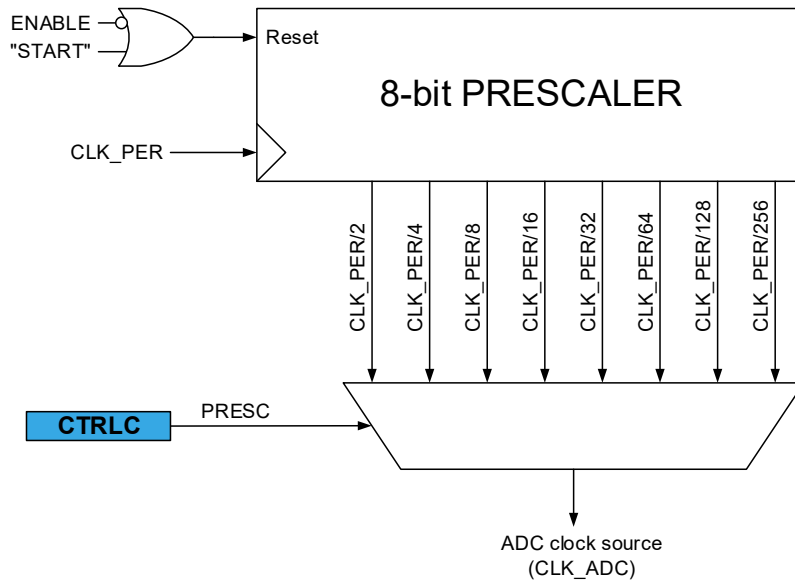 ENABLE
"START"
Reset
8-bit PRESCALER
CLK_PER
CLK_PER/2
CLK_PER/4
CLK_PER/8
CLK_PER/16
CLK_PER/32
CLK_PER/64
CLK_PER/128
CLK_PER/256
CTRLC
PRESC
ADC clock source
(CLK_ADC)